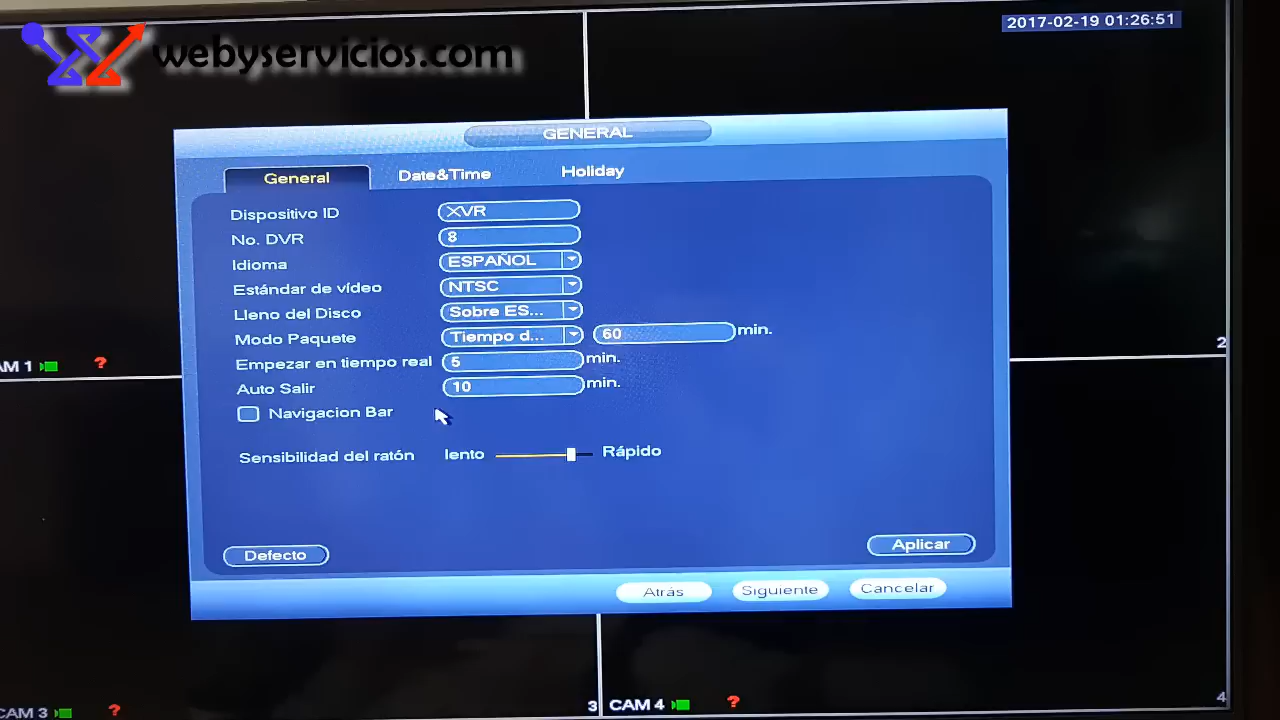 webyservicios.com
2017-02-19 01:26:51
GENERAL
General Date&Time Holiday
Dispositivo ID XVR
No. DVR 8
Idioma ESPAÑOL
Estándar de vídeo NTSC
Lleno del Disco Sobre ES...
Modo Paquete Tiempo d... 60 min.
Empezar en tiempo real 5 min.
Auto Salir 10 min.
Navigacion Bar
Sensibilidad del ratón lento Rápido
Defecto Aplicar
Atrás Siguiente Cancelar
AM 1 ? 2
CAM 3 ? 3 CAM 4 ? 4